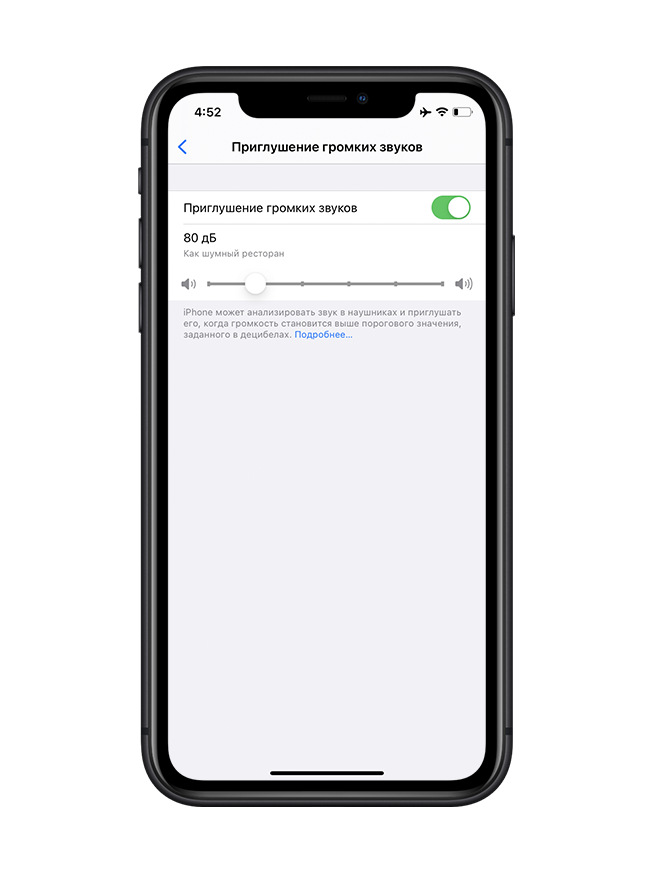 4:52
Приглушение громких звуков
Приглушение громких звуков
80 дБ
Как шумный ресторан
iPhone может анализировать звук в наушниках и приглушать
его, когда громкость становится выше порогового значения,
заданного в децибелах. Подробнее...